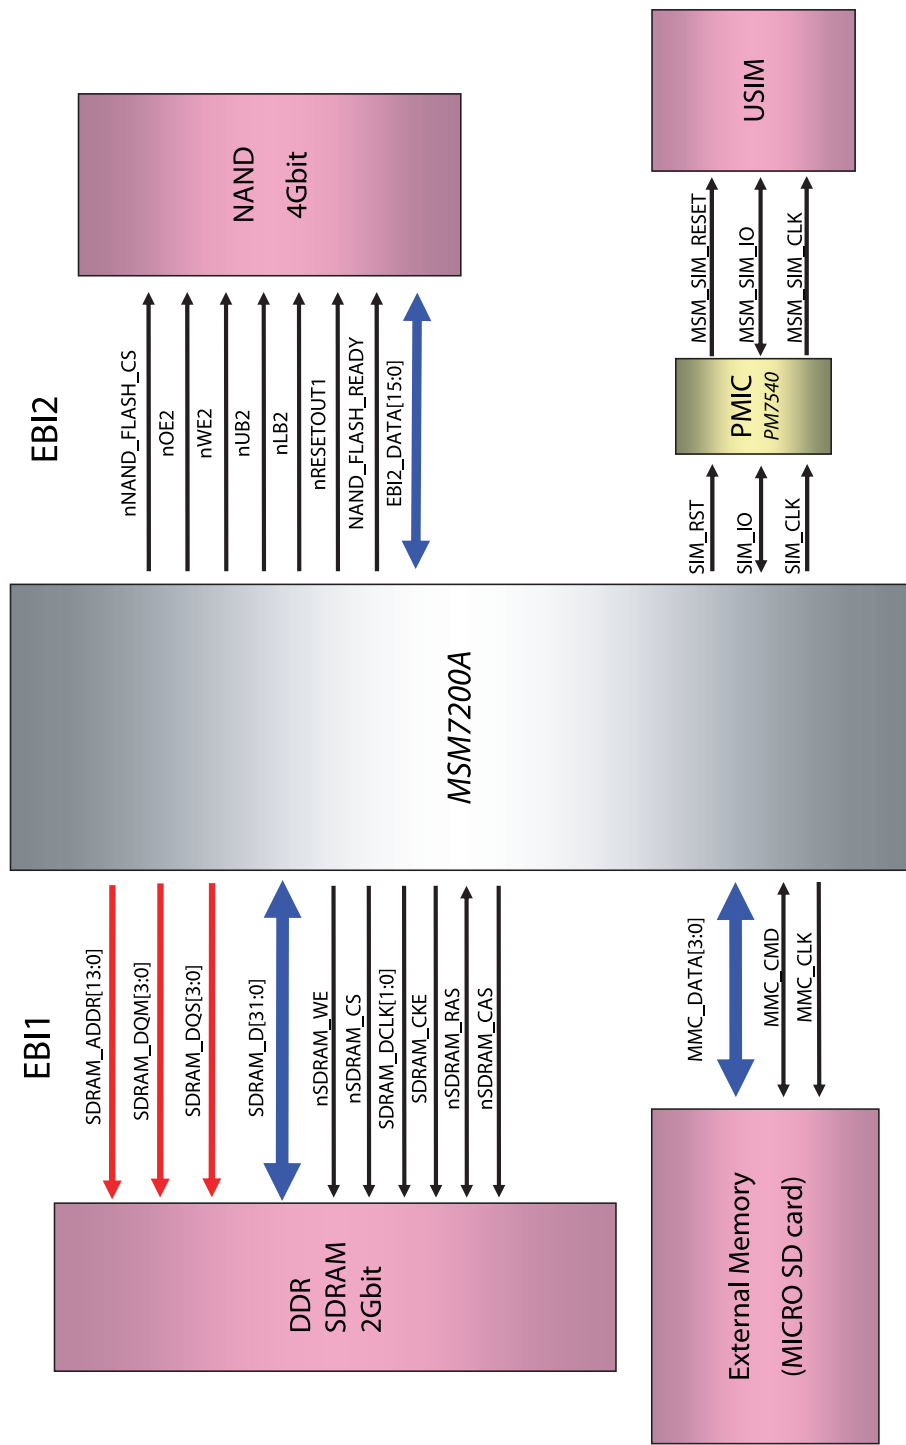 EBI1
EBI2
SDRAM_ADDR[13:0]
SDRAM_DQM[3:0]
SDRAM_DQS[3:0]
SDRAM_D[31:0]
nSDRAM_WE
nSDRAM_CS
SDRAM_DCLK[1:0]
SDRAM_CKE
nSDRAM_RAS
nSDRAM_CAS
DDR
SDRAM
2Gbit
MSM7200A
nNAND_FLASH_CS
nOE2
nWE2
nUB2
nLB2
nRESETOUT1
NAND_FLASH_READY
EBI2_DATA[15:0]
NAND
4Gbit
External Memory
(MICRO SD card)
MMC_DATA[3:0]
MMC_CMD
MMC_CLK
SIM_RST
SIM_IO
SIM_CLK
PMIC
PM7540
MSM_SIM_RESET
MSM_SIM_IO
MSM_SIM_CLK
USIM